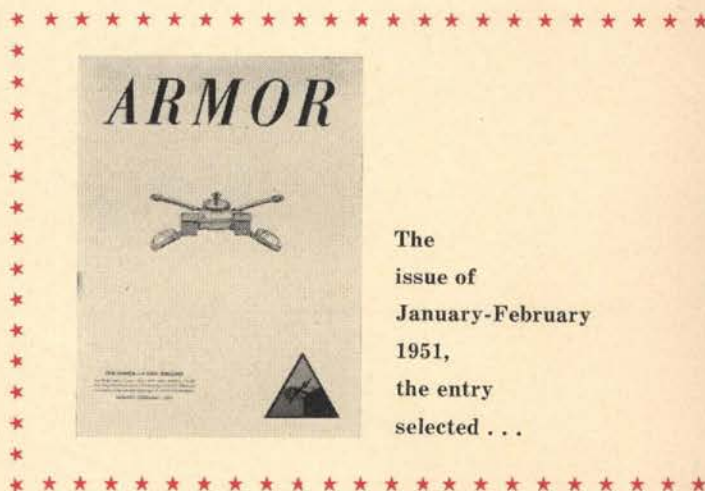 ARMOR
The
issue of
January-February
1951,
the entry
selected . . .